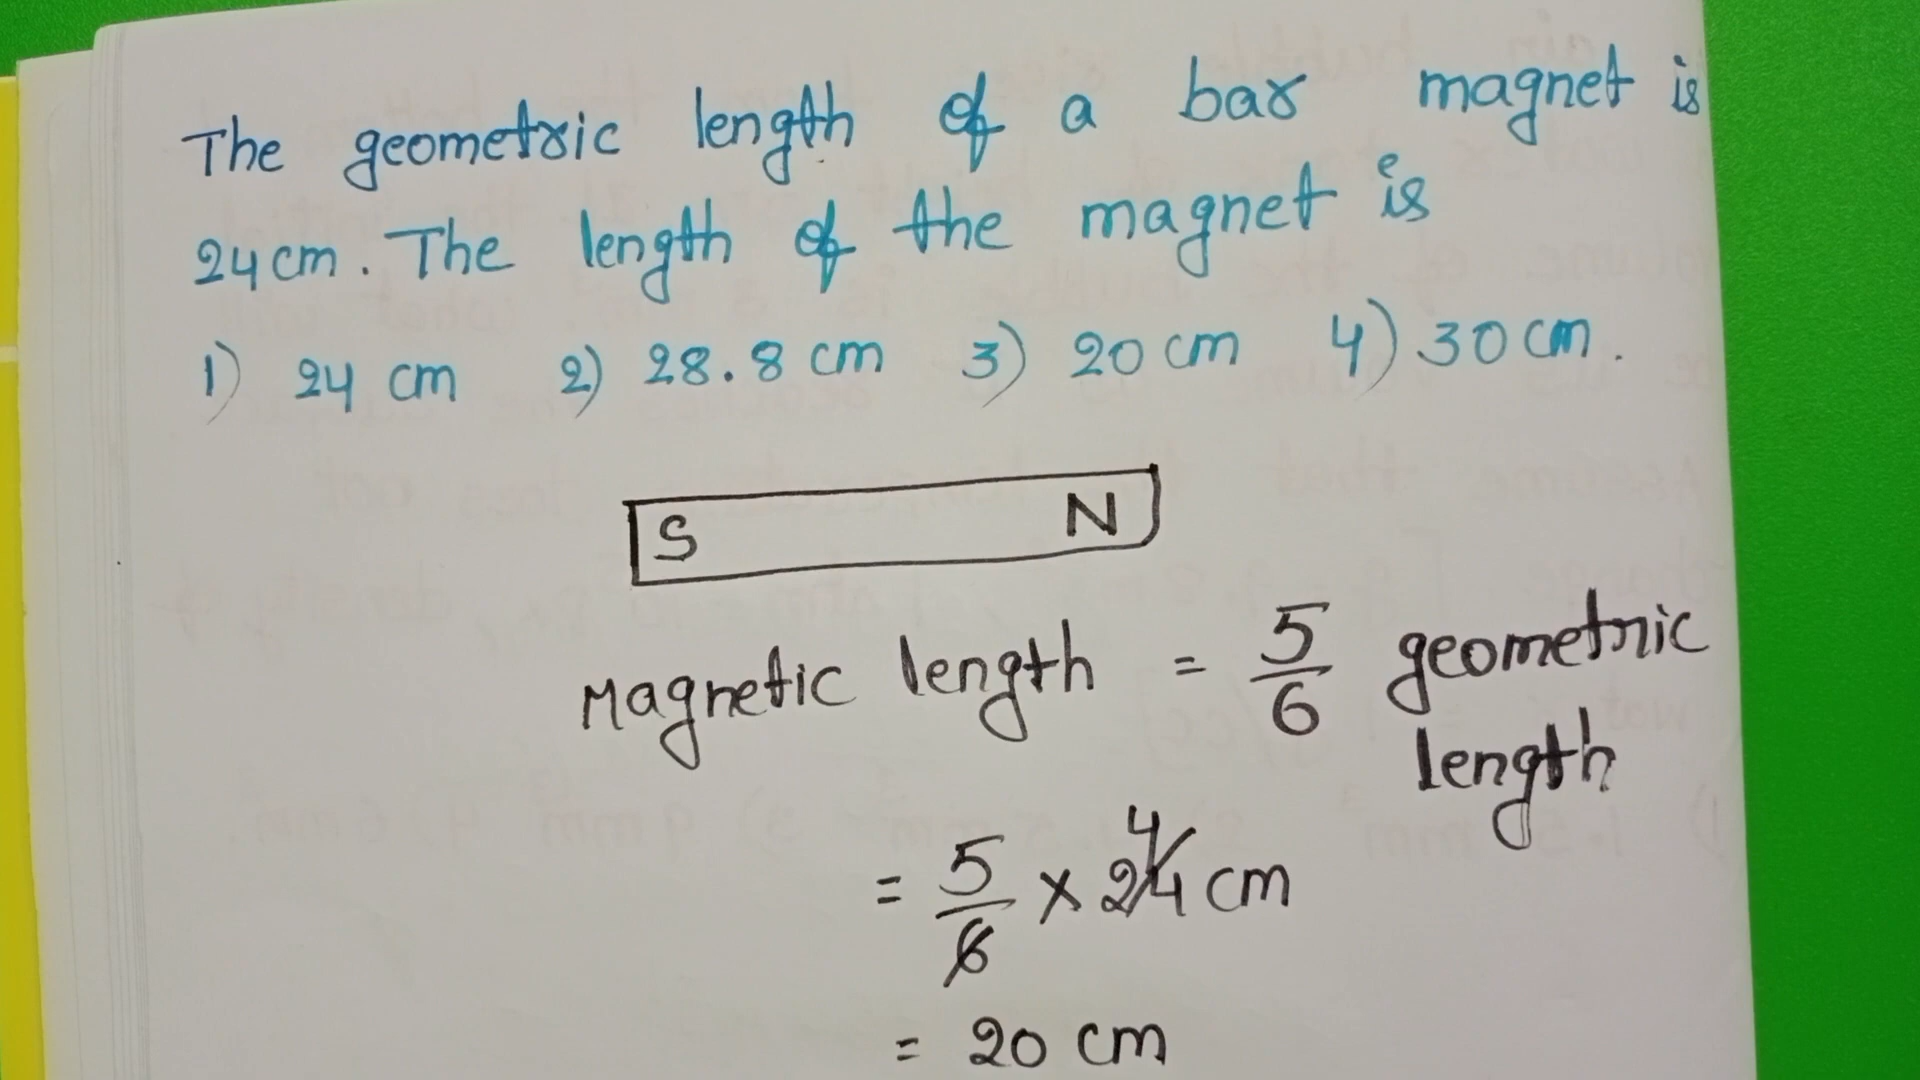 The geometric length of a bar magnet is
24cm. The length of the magnet is
1) 24 cm 2) 28.8 cm 3) 20 cm 4) 30 cm.
S N
Magnetic length = 5/6 geometric
length
= 5/6 × 24 cm 4
= 20 cm